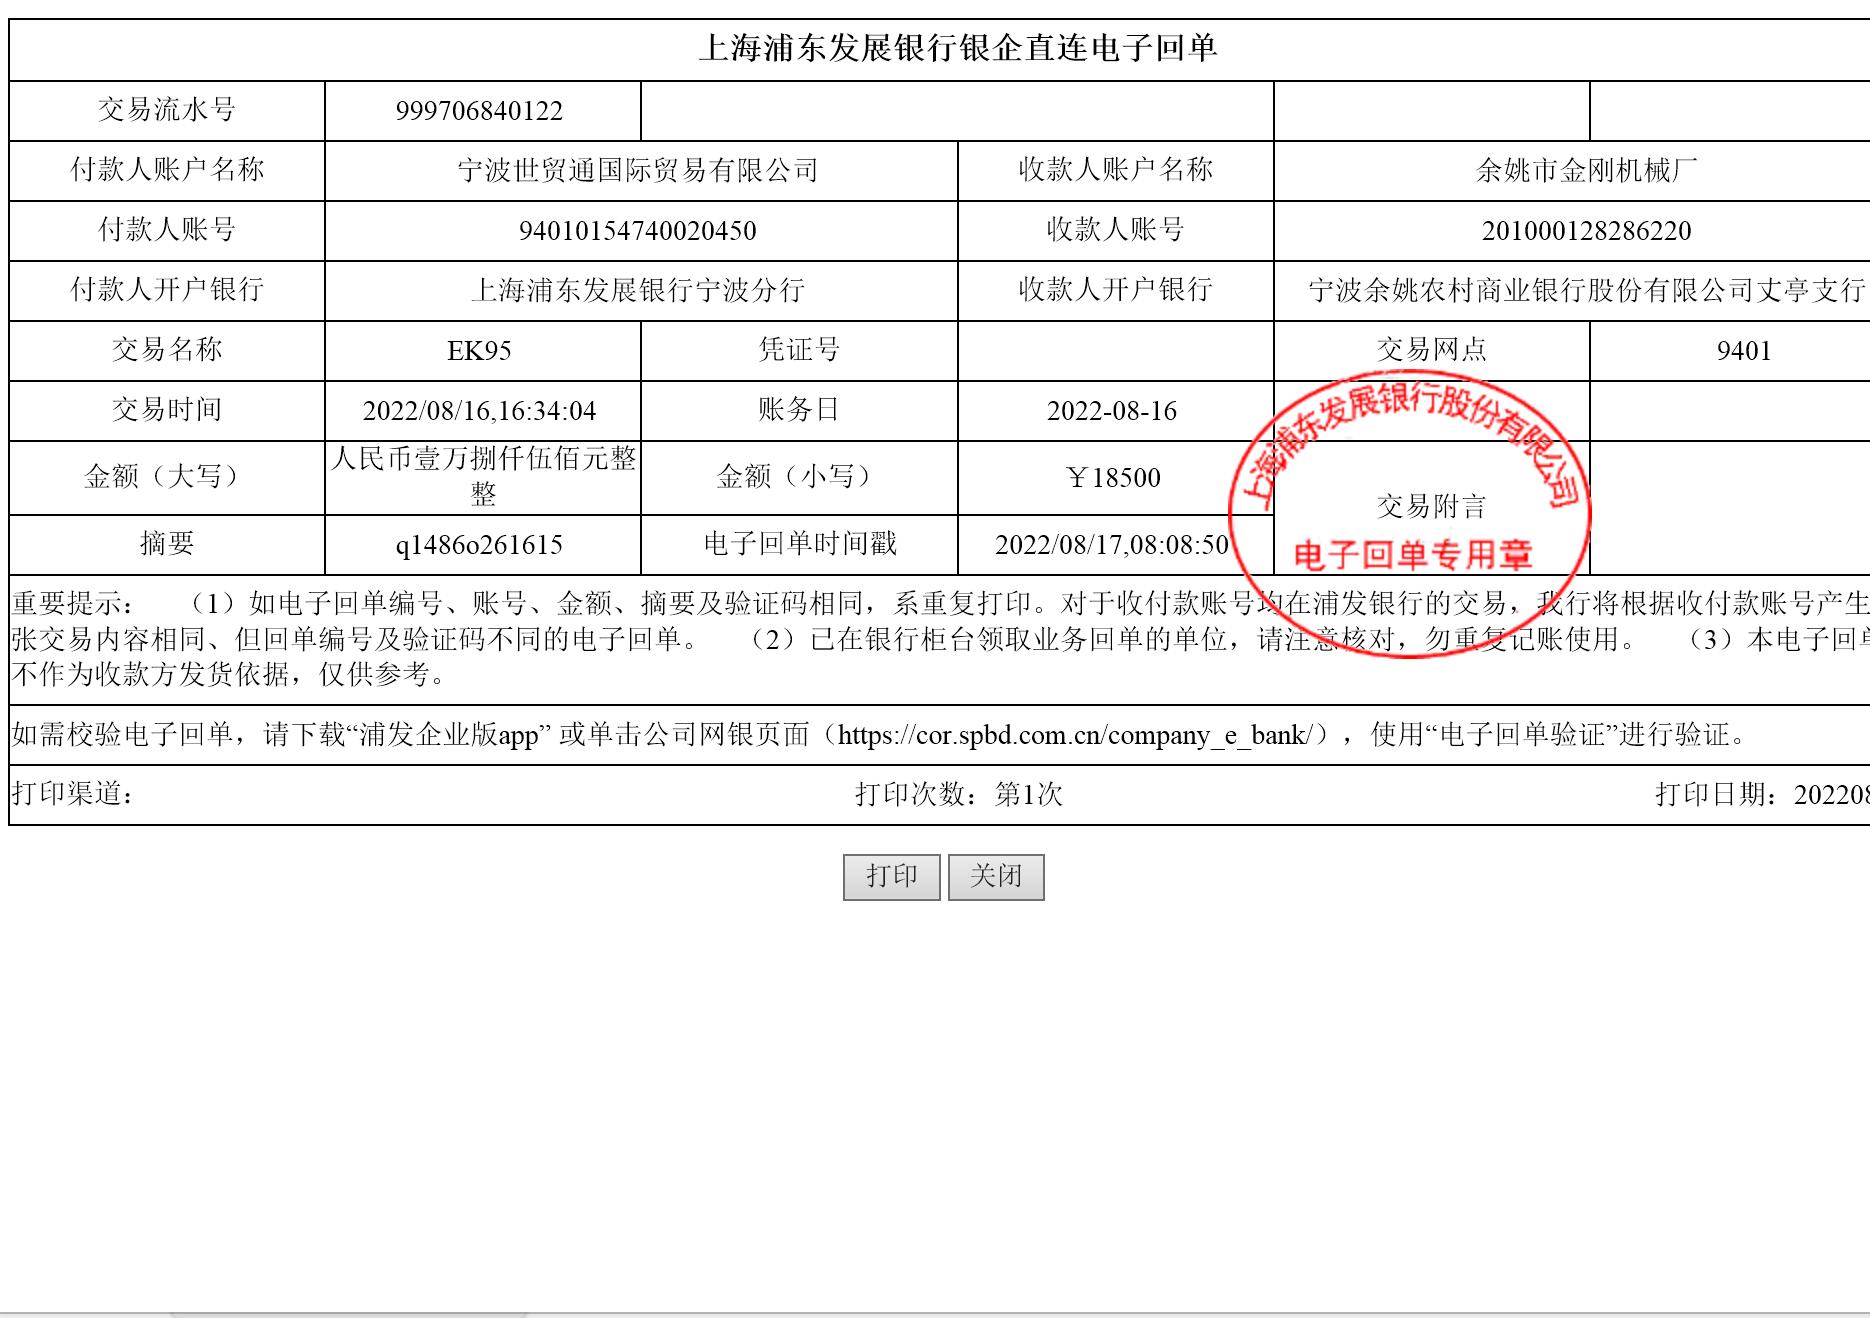 上海浦东发展银行银企直连电子回单
交易流水号 999706840122
付款人账户名称 宁波世贸通国际贸易有限公司 收款人账户名称 余姚市金刚机械厂
付款人账号 94010154740020450 收款人账号 201000128286220
付款人开户银行 上海浦东发展银行宁波分行 收款人开户银行 宁波余姚农村商业银行股份有限公司丈亭支行
交易名称 EK95 凭证号 交易网点 9401
交易时间 2022/08/16,16:34:04 账务日 2022-08-16
金额（大写） 人民币壹万捌仟伍佰元整
整
金额（小写） ￥18500
交易附言
摘要 q1486o261615 电子回单时间戳 2022/08/17,08:08:50
上海浦东发展银行股份有限公司
电子回单专用章
重要提示： （1）如电子回单编号、账号、金额、摘要及验证码相同，系重复打印。对于收付款账号均在浦发银行的交易，我行将根据收付款账号产生
张交易内容相同、但回单编号及验证码不同的电子回单。 （2）已在银行柜台领取业务回单的单位，请注意核对，勿重复记账使用。 （3）本电子回单
不作为收款方发货依据，仅供参考。
如需校验电子回单，请下载“浦发企业版app” 或单击公司网银页面（https://cor.spbd.com.cn/company_e_bank/），使用“电子回单验证”进行验证。
打印渠道： 打印次数：第1次 打印日期：202208
打印 关闭